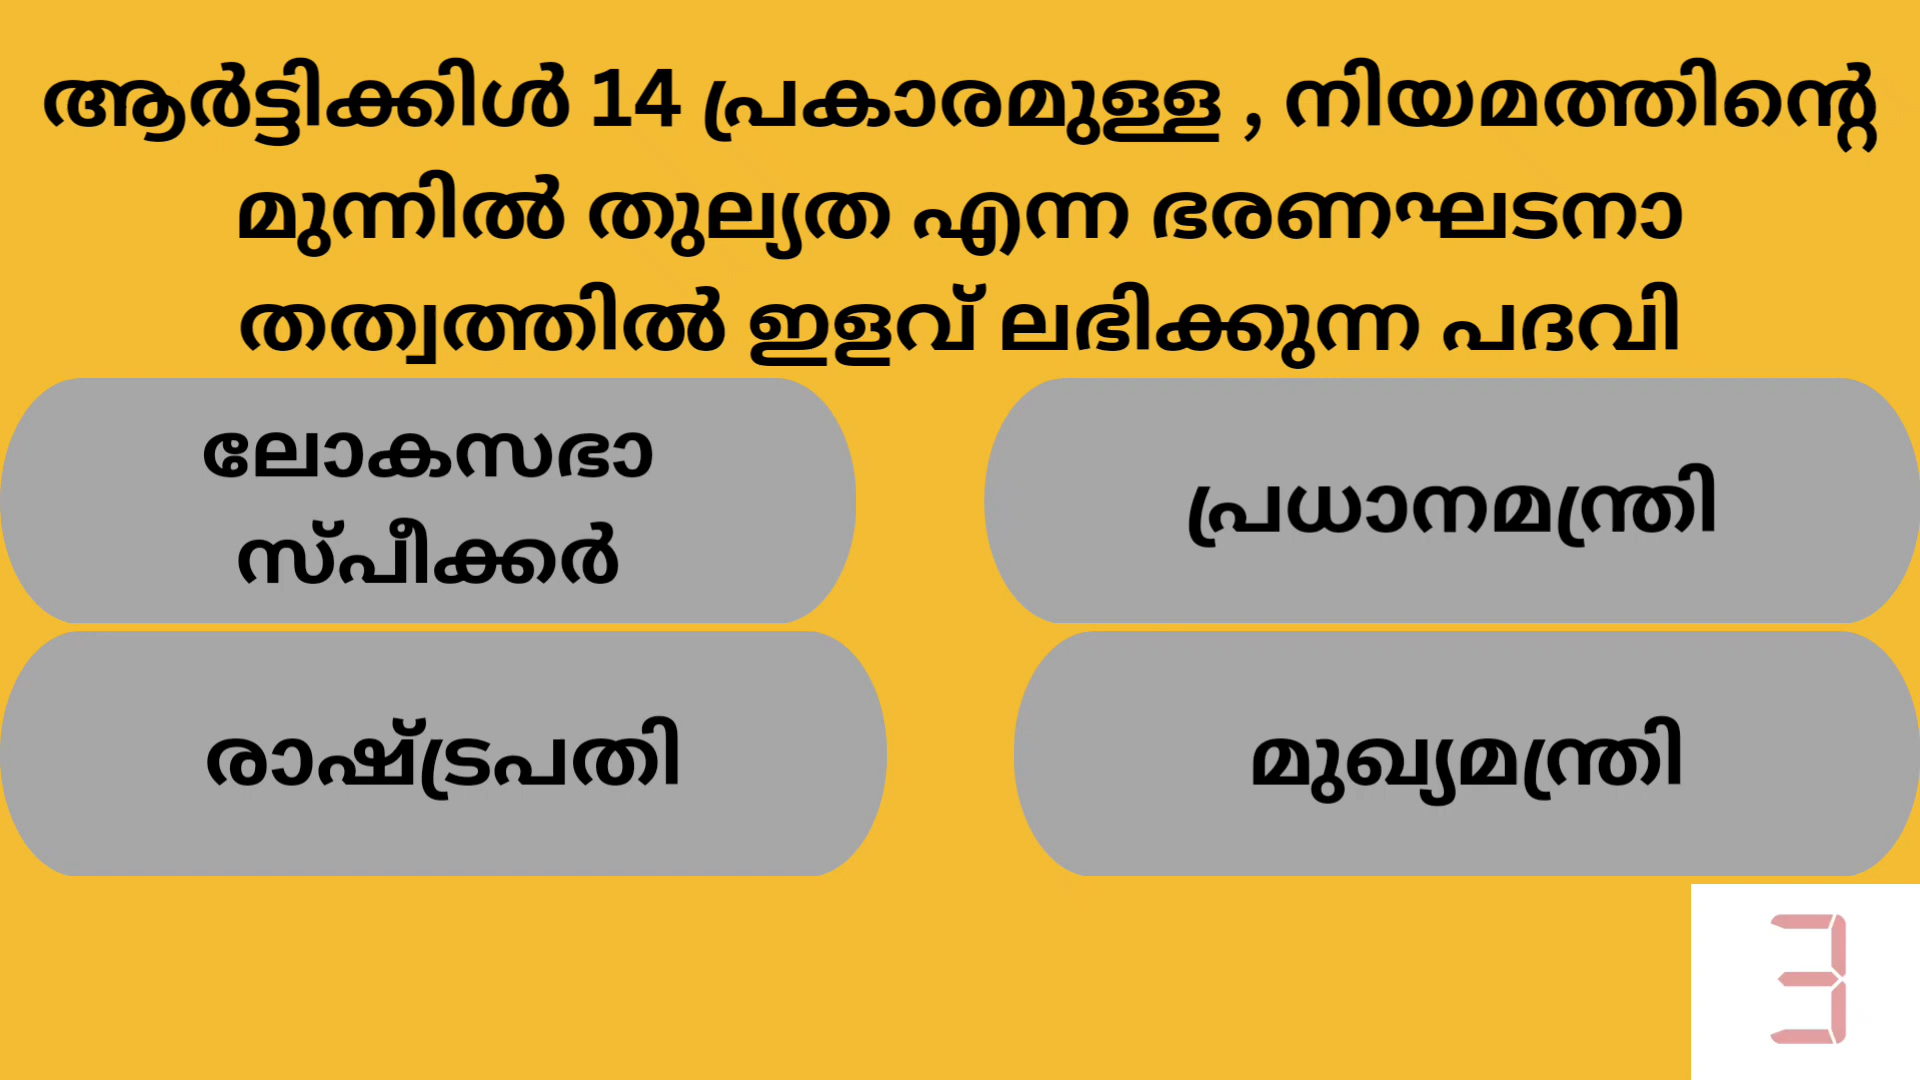 ആർട്ടിക്കിൾ 14 പ്രകാരമുള്ള , നിയമത്തിന്റെ
മുന്നിൽ തുല്യത എന്ന ഭരണഘടനാ
തത്വത്തിൽ ഇളവ് ലഭിക്കുന്ന പദവി
ലോകസഭാ
സ്പീക്കർ
പ്രധാനമന്ത്രി
രാഷ്ട്രപതി
മുഖ്യമന്ത്രി
3